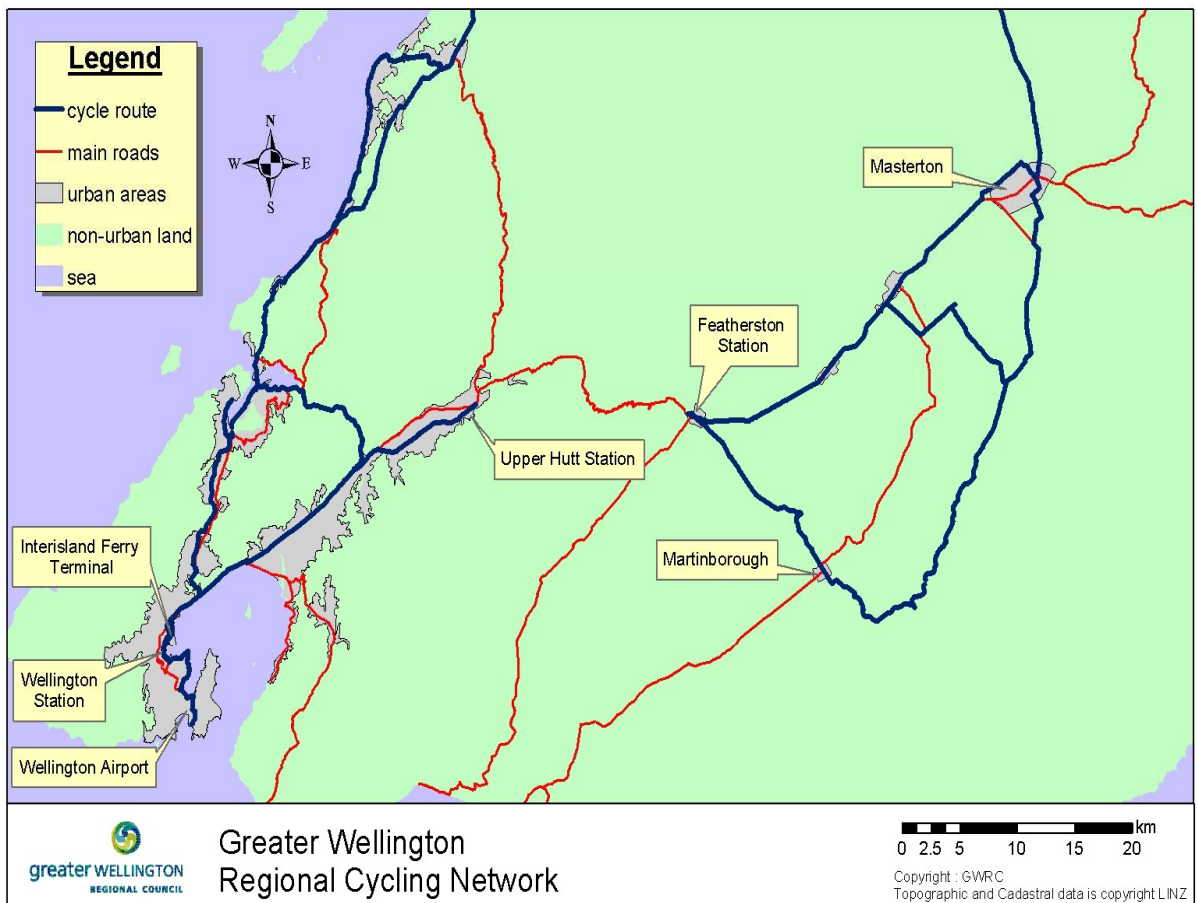 Legend
cycle route
main roads
urban areas
non-urban land
sea
N
W
E
S
Masterton
Featherston
Station
Upper Hutt Station
Interisland Ferry
Terminal
Martinborough
Wellington
Station
Wellington Airport
greater WELLINGTON
REGIONAL COUNCIL
Greater Wellington
Regional Cycling Network
km
0 2.5 5 10 15 20
Copyright : GWRC
Topographic and Cadastral data is copyright LINZ